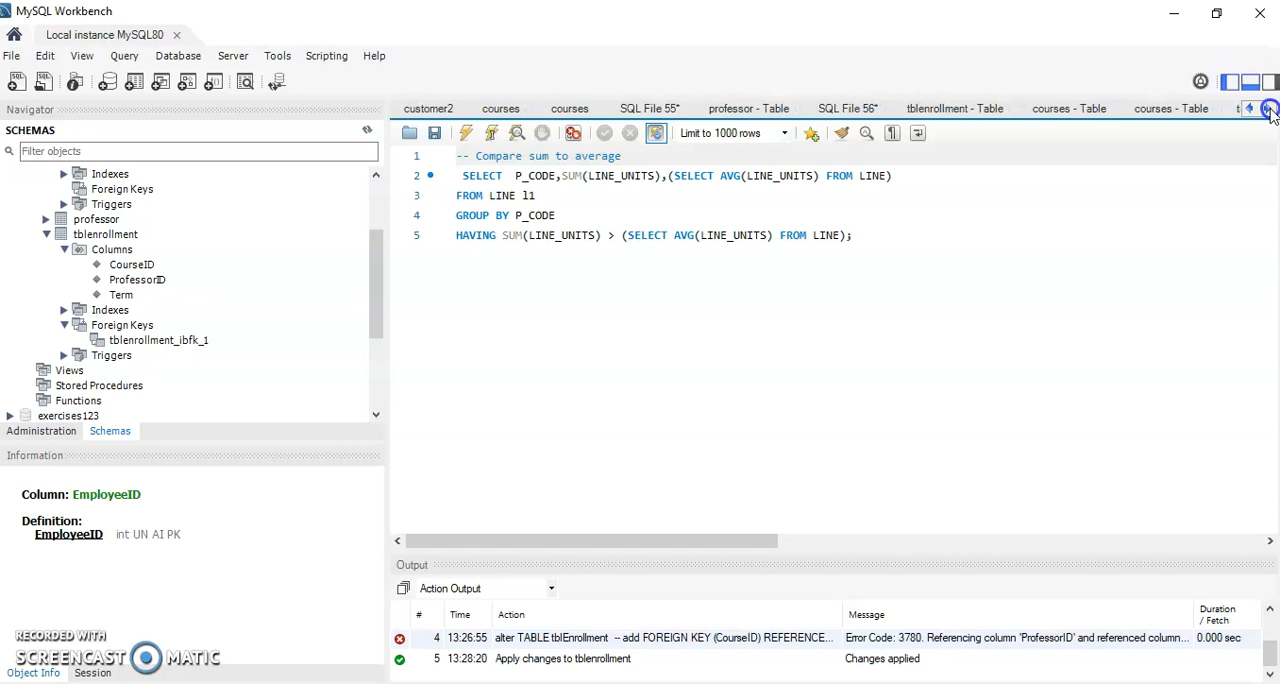 MySQL Workbench
Local instance MySQL80
File Edit View Query Database Server Tools Scripting Help
Navigator
SCHEMAS
Filter objects
Indexes
Foreign Keys
Triggers
professor
tblenrollment
Columns
CourseID
ProfessorID
Term
Indexes
Foreign Keys
tblenrollment_ibfk_1
Triggers
Views
Stored Procedures
Functions
exercises123
Administration Schemas
Information
Column: EmployeeID
Definition:
EmployeeID int UN AI PK
RECORDED WITH
SCREENCAST MATIC
Object Info Session
customer2 courses courses SQL File 55* professor - Table SQL File 56* tblenrollment - Table courses - Table courses - Table t
Limit to 1000 rows
1 -- Compare sum to average
2 SELECT P_CODE,SUM(LINE_UNITS),(SELECT AVG(LINE_UNITS) FROM LINE)
3 FROM LINE l1
4 GROUP BY P_CODE
5 HAVING SUM(LINE_UNITS) > (SELECT AVG(LINE_UNITS) FROM LINE);
Output
Action Output
# Time Action Message Duration / Fetch
4 13:26:55 alter TABLE tblEnrollment -- add FOREIGN KEY (CourseID) REFERENCE... Error Code: 3780. Referencing column 'ProfessorID' and referenced column... 0.000 sec
5 13:28:20 Apply changes to tblenrollment Changes applied